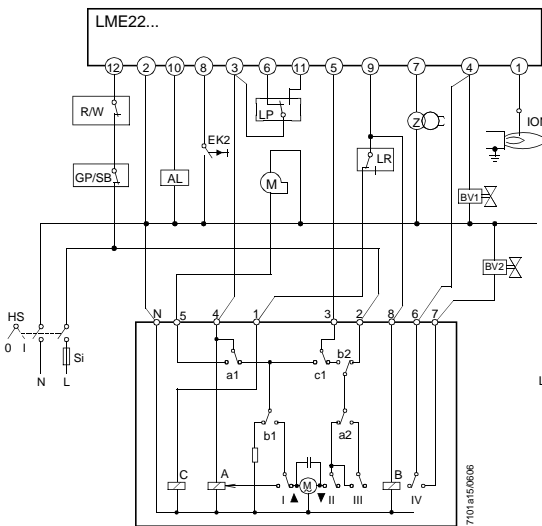 LME22...
12 2 10 8 3 6 11 5 9 7 4 1
R/W
LP
EK2
Z
ION
GP/SB
AL
M
LR
BV1
BV2
HS
0 I
Si
N L
L
N 5 4 1 3 2 8 6 7
a1 c1 b2
b1 a2
C A I M II III B IV
7101a15/0606